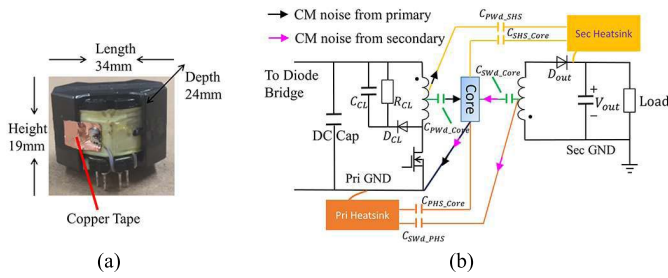 Length
34mm
Depth
24mm
Height
19mm
Copper Tape
(a)
CM noise from primary
CM noise from secondary
C_PWd_SHS
C_SHS_Core
Sec Heatsink
To Diode
Bridge
C_CL
R_CL
D_CL
DC Cap
C_PWd_Core
Core
C_SWd_Core
D_out
+
V_out
−
Load
Sec GND
Pri GND
Pri Heatsink
C_PHS_Core
C_SWd_PHS
(b)